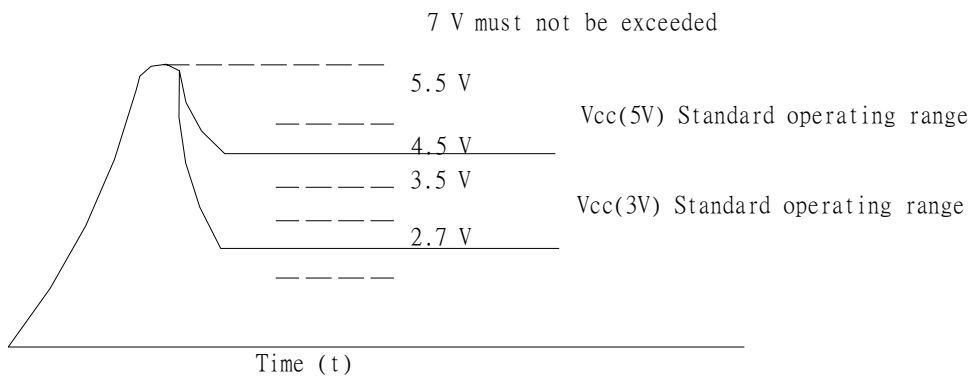 7 V must not be exceeded
5.5 V
Vcc(5V) Standard operating range
4.5 V
3.5 V
Vcc(3V) Standard operating range
2.7 V
Time (t)